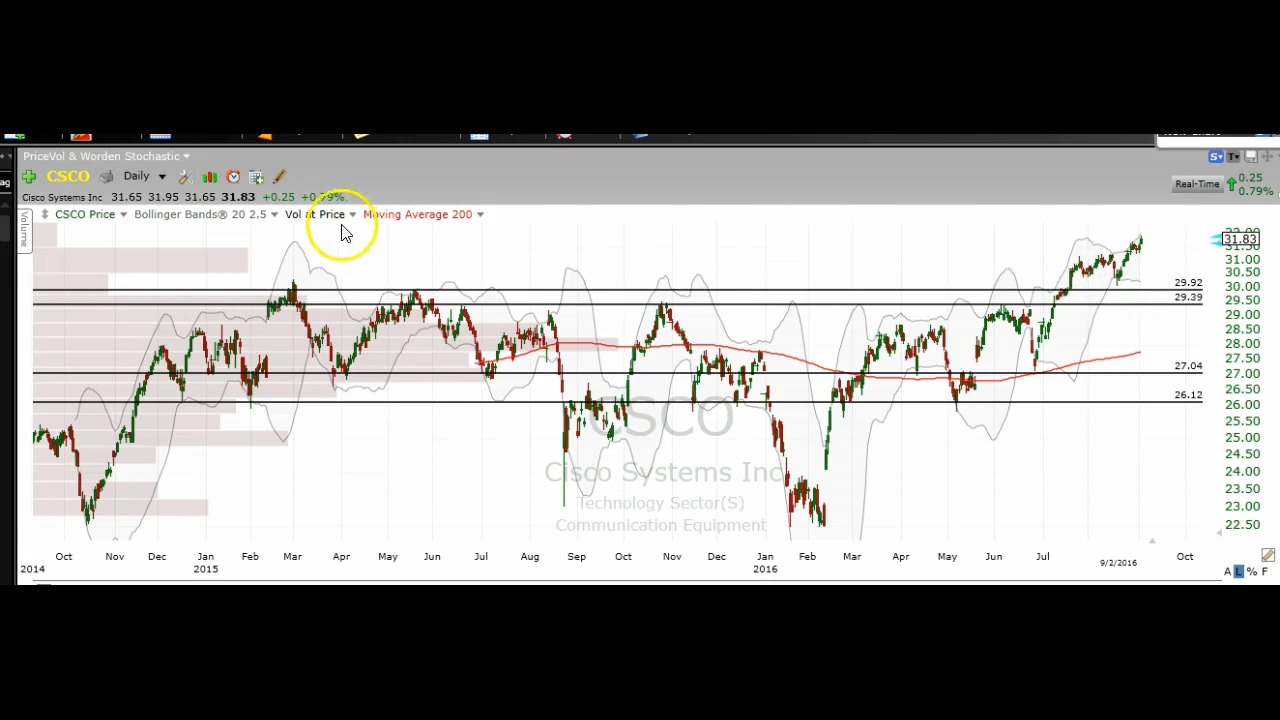 PriceVol & Worden Stochastic
S T
ag
CSCO Daily
Real-Time 0.25
0.79%
Cisco Systems Inc 31.65 31.95 31.65 31.83 +0.25 +0.79%
CSCO Price Bollinger Bands® 20 2.5 Vol at Price Moving Average 200
Volume
31.83
31.00
30.50
29.92 30.00
29.39 29.50
29.00
28.50
28.00
27.50
27.04 27.00
26.50
26.12 26.00
25.50
25.00
24.50
24.00
23.50
23.00
22.50
CSCO
Cisco Systems Inc
Technology Sector(S)
Communication Equipment
Oct Nov Dec Jan Feb Mar Apr May Jun Jul Aug Sep Oct Nov Dec Jan Feb Mar Apr May Jun Jul Oct
2014 2015 2016 9/2/2016
A L % F